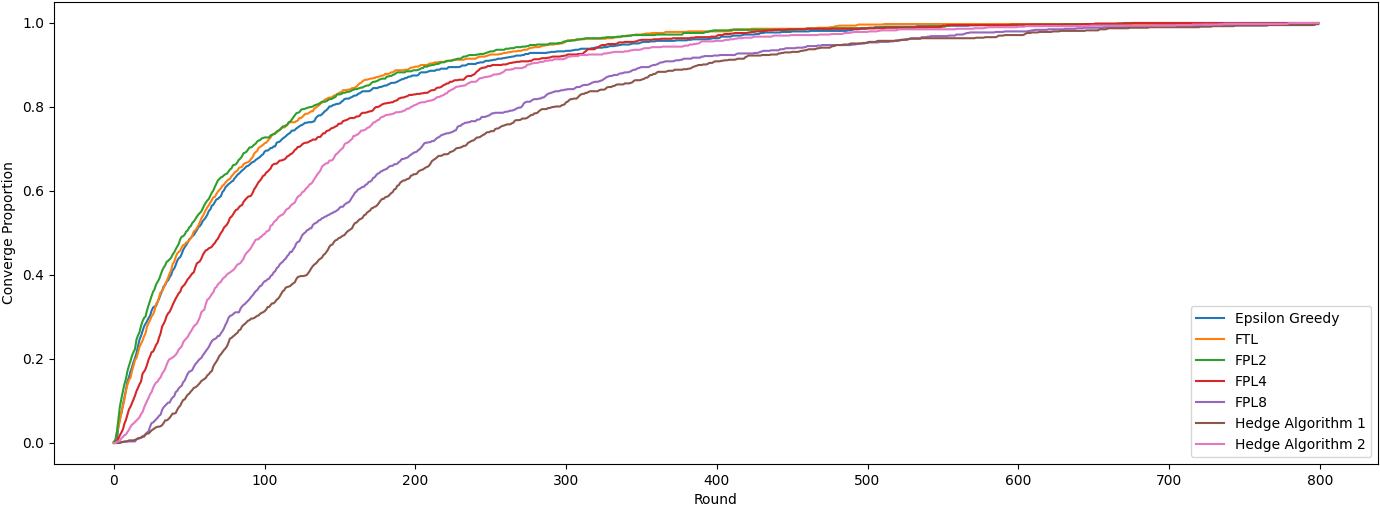 Converge Proportion
1.0
0.8
0.6
0.4
0.2
0.0
0 100 200 300 400 500 600 700 800
Round
Epsilon Greedy
FTL
FPL2
FPL4
FPL8
Hedge Algorithm 1
Hedge Algorithm 2